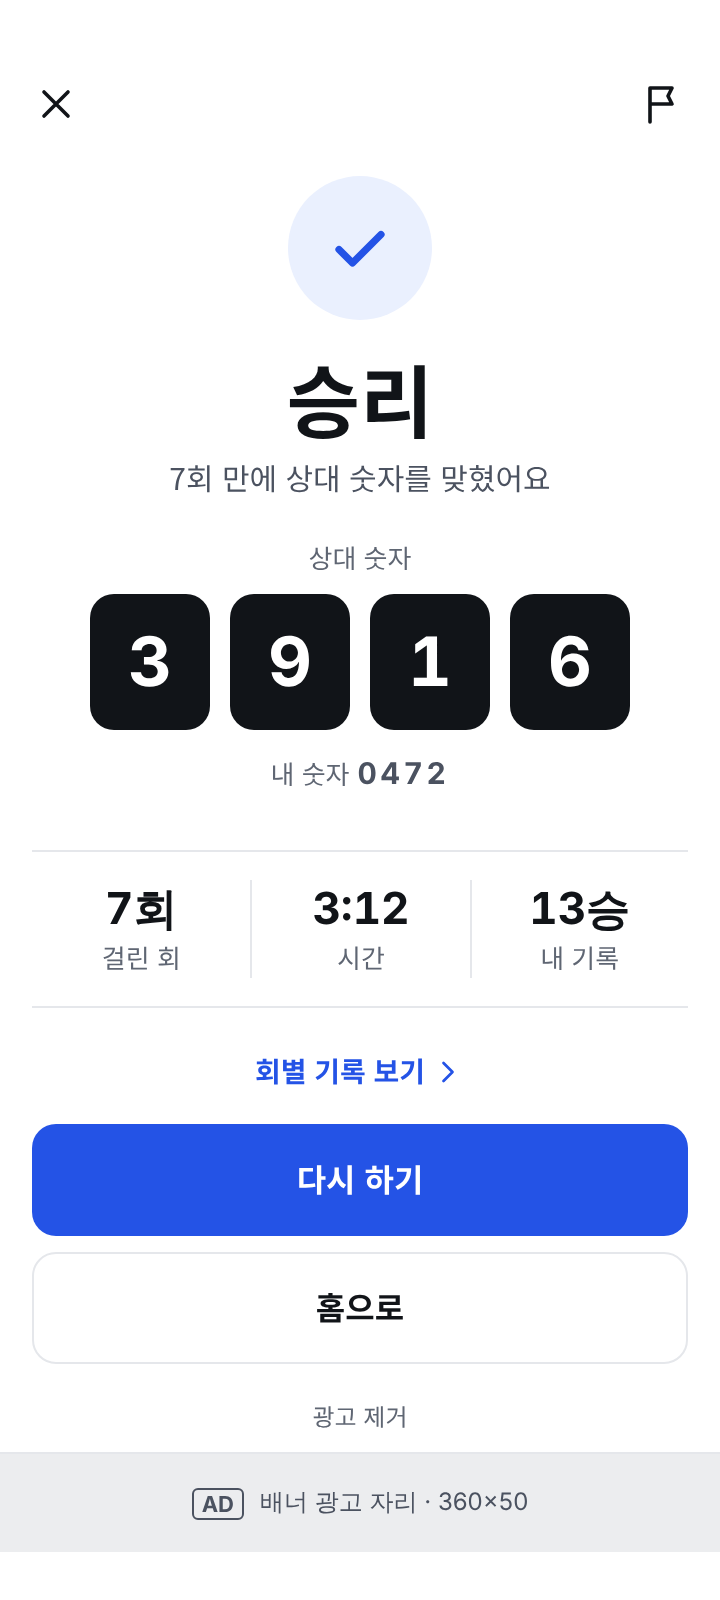 승리
7회 만에 상대 숫자를 맞혔어요
상대 숫자
3 9 1 6
내 숫자 0472
7회 3:12 13승
걸린 회 시간 내 기록
회별 기록 보기
다시 하기
홈으로
광고 제거
AD 배너 광고 자리 · 360×50